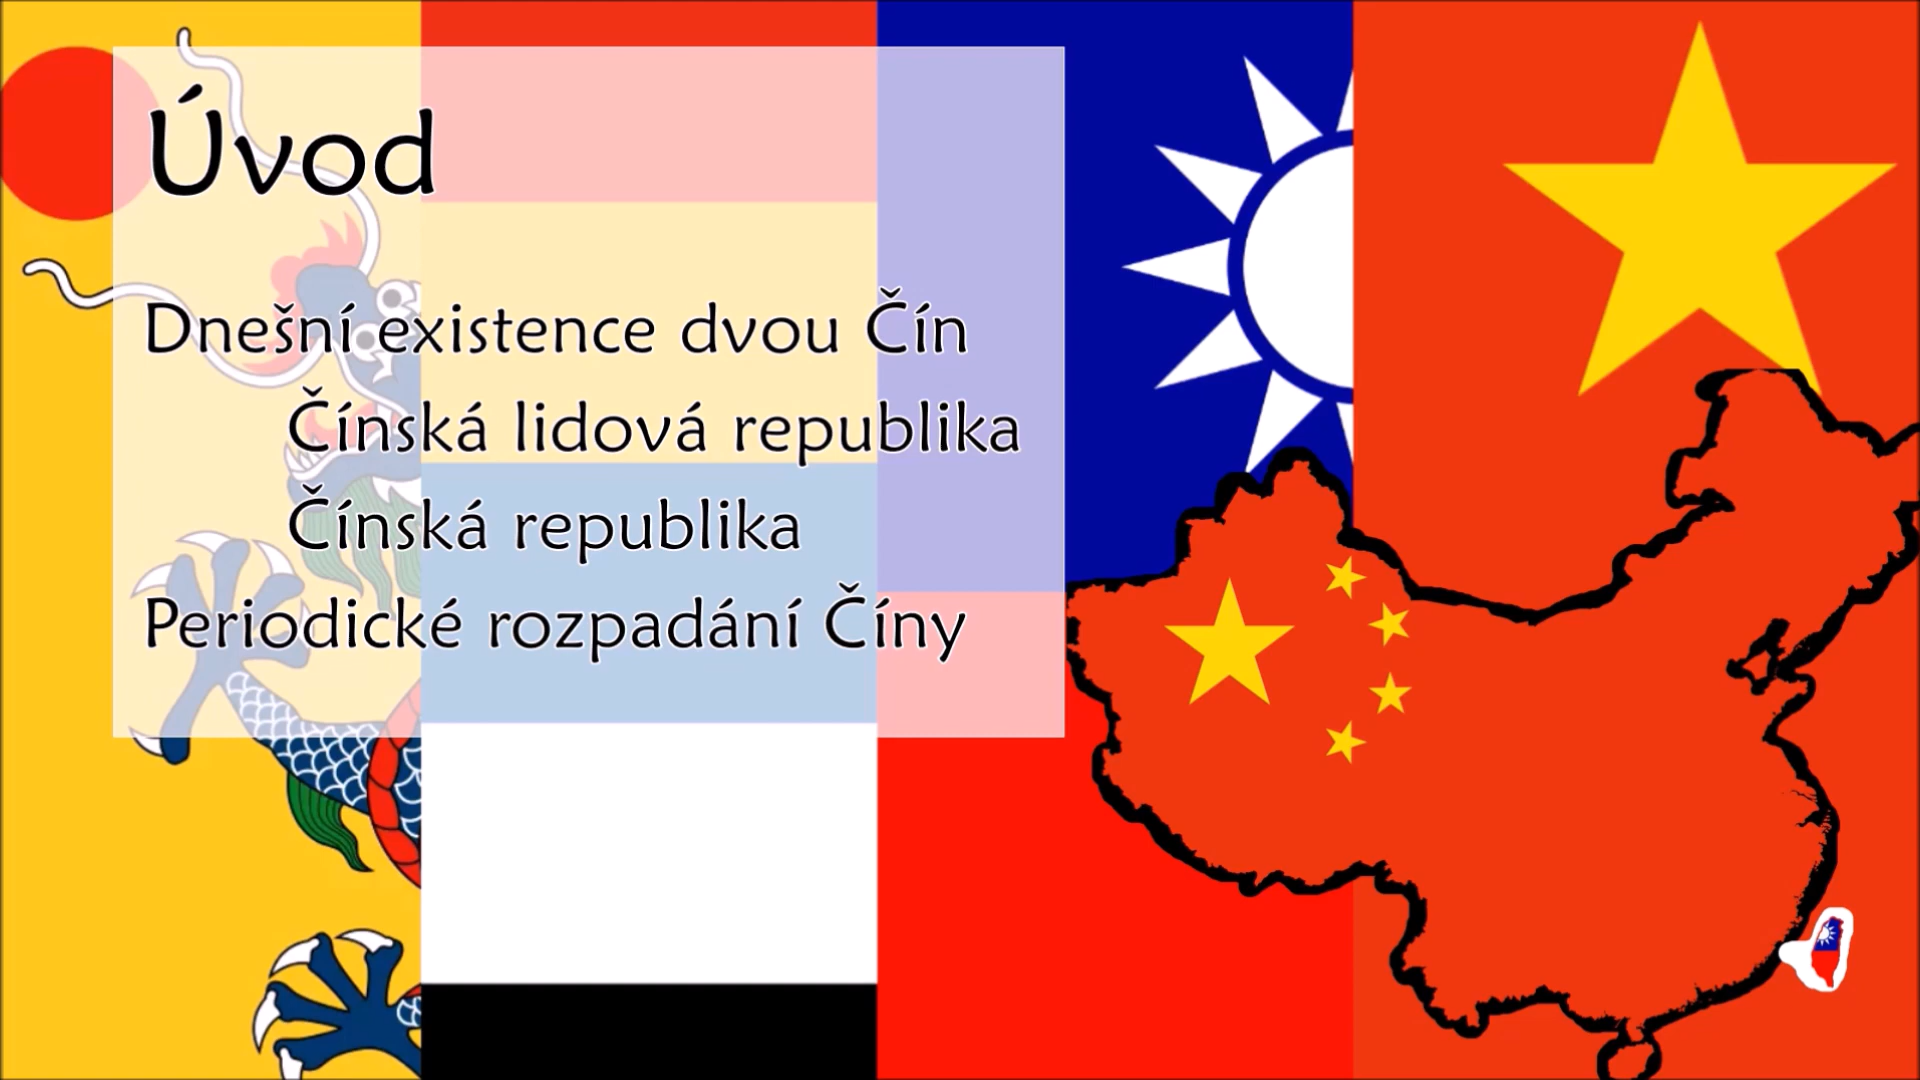 Úvod
Dnešní existence dvou Čín
Čínská lidová republika
Čínská republika
Periodické rozpadání Číny